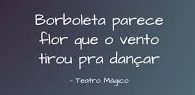 Borboleta parece
flor que o vento
tirou pra dançar
- Teatro Mágico